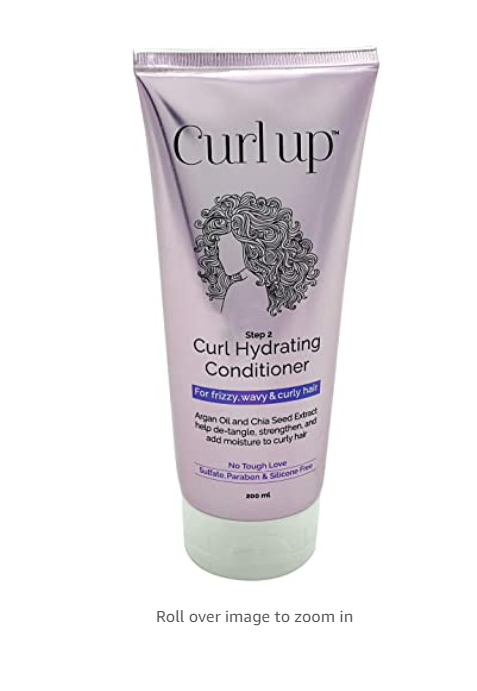 Curl up™
Step 2
Curl Hydrating
Conditioner
For frizzy, wavy & curly hair
Argan Oil and Chia Seed Extract
help de-tangle, strengthen, and
add moisture to curly hair
No Tough Love
Sulfate, Paraben & Silicone Free
200 ml
Roll over image to zoom in